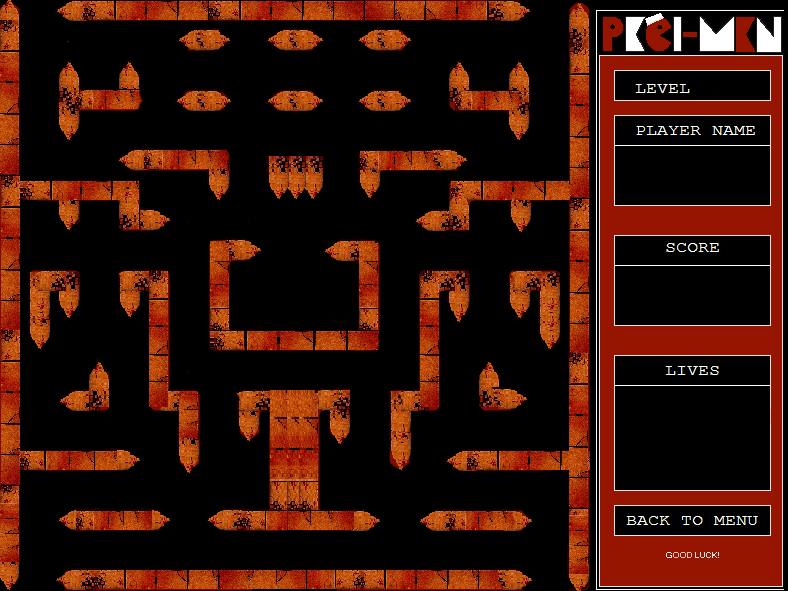 LEVEL
PLAYER NAME
SCORE
LIVES
BACK TO MENU
GOOD LUCK!